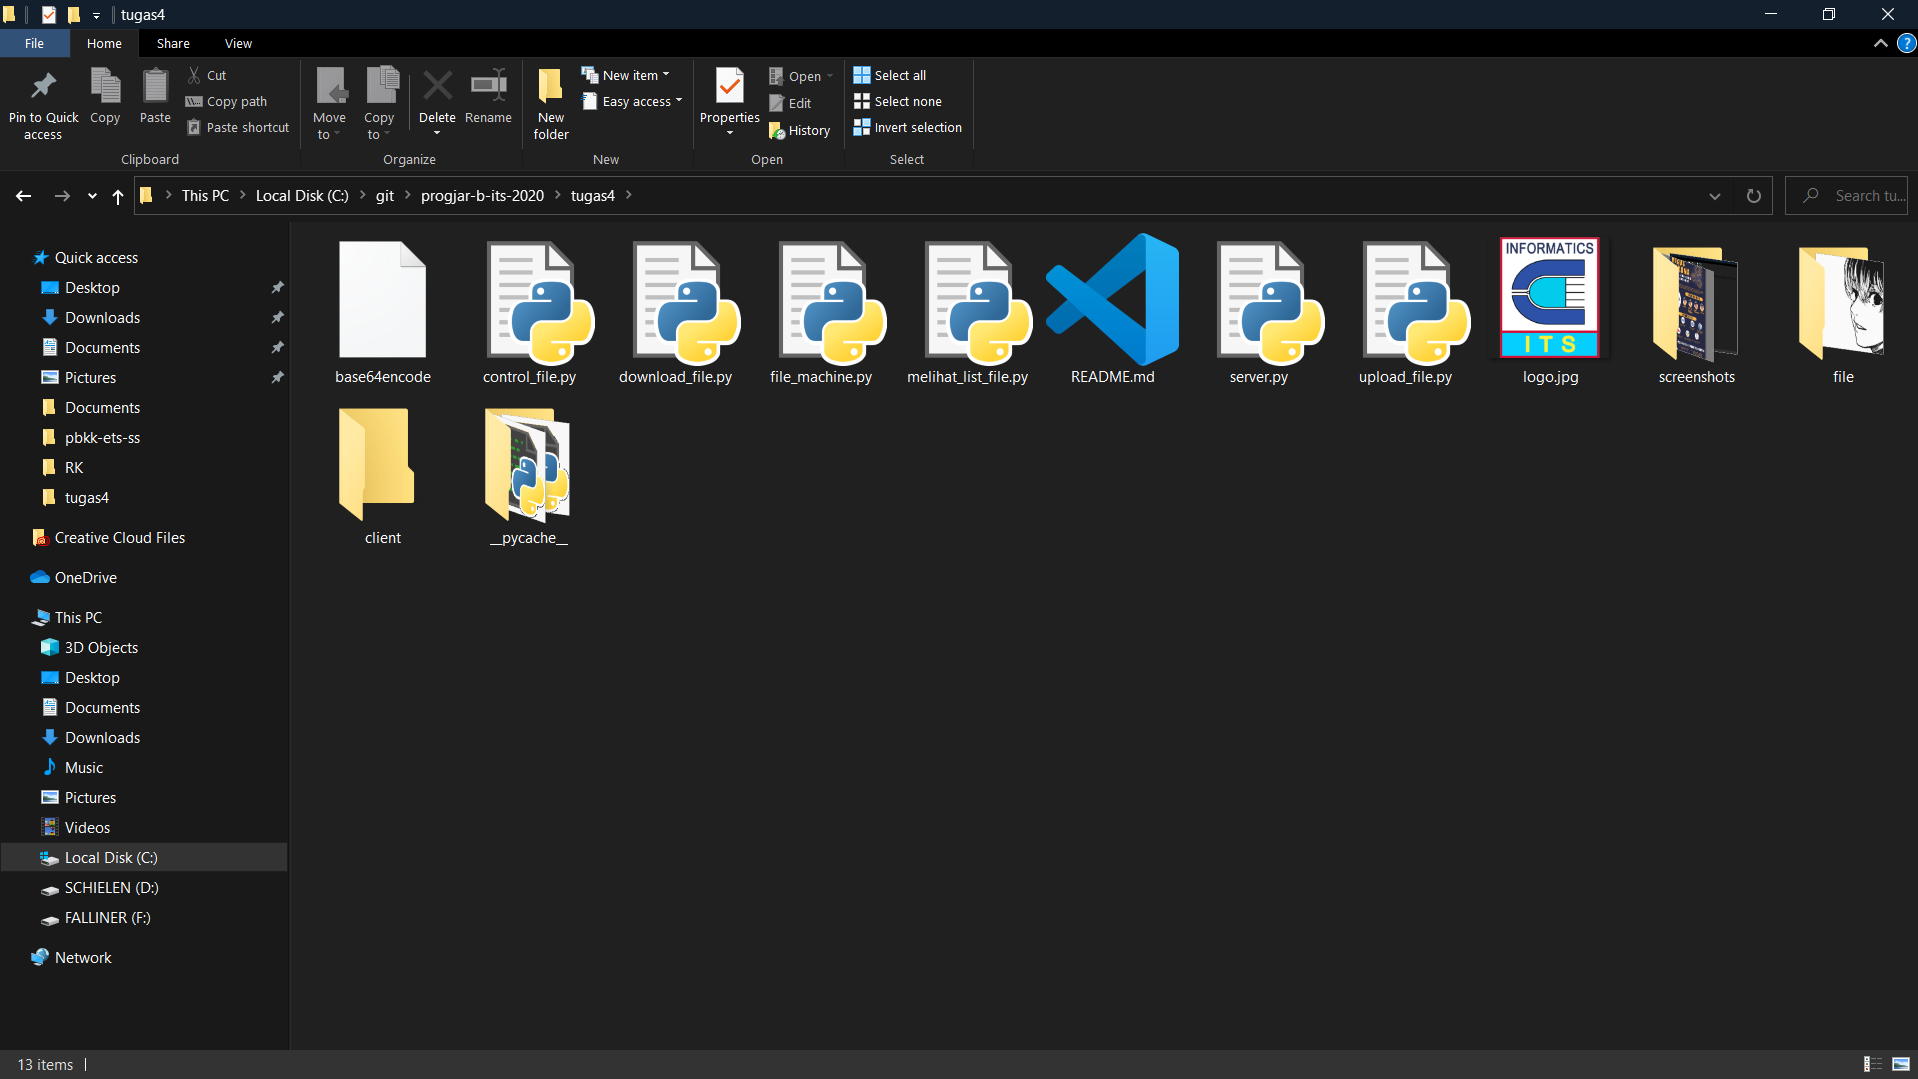 tugas4
File Home Share View
Pin to Quick access
Copy
Paste
Cut
Copy path
Paste shortcut
Clipboard
Move to
Copy to
Delete
Rename
Organize
New folder
New item
Easy access
New
Properties
Open
Edit
History
Open
Select all
Select none
Invert selection
Select
This PC > Local Disk (C:) > git > progjar-b-its-2020 > tugas4 >
Search tu...
Quick access
Desktop
Downloads
Documents
Pictures
Documents
pbkk-ets-ss
RK
tugas4
Creative Cloud Files
OneDrive
This PC
3D Objects
Desktop
Documents
Downloads
Music
Pictures
Videos
Local Disk (C:)
SCHIELEN (D:)
FALLINER (F:)
Network
INFORMATICS
ITS
base64encode
control_file.py
download_file.py
file_machine.py
melihat_list_file.py
README.md
server.py
upload_file.py
logo.jpg
screenshots
file
client
__pycache__
13 items